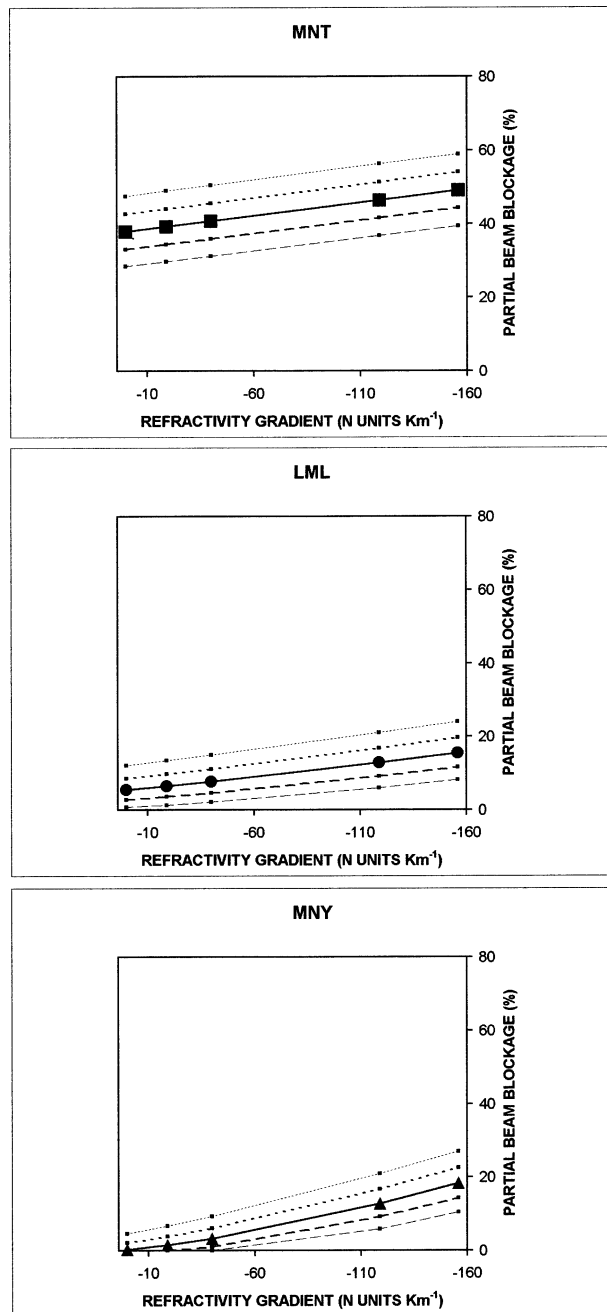 MNT
80
60
40
20
0
PARTIAL BEAM BLOCKAGE (%)
-10 -60 -110 -160
REFRACTIVITY GRADIENT (N UNITS Km-1)
LML
80
60
40
20
0
PARTIAL BEAM BLOCKAGE (%)
-10 -60 -110 -160
REFRACTIVITY GRADIENT (N UNITS Km-1)
MNY
80
60
40
20
0
PARTIAL BEAM BLOCKAGE (%)
-10 -60 -110 -160
REFRACTIVITY GRADIENT (N UNITS Km-1)